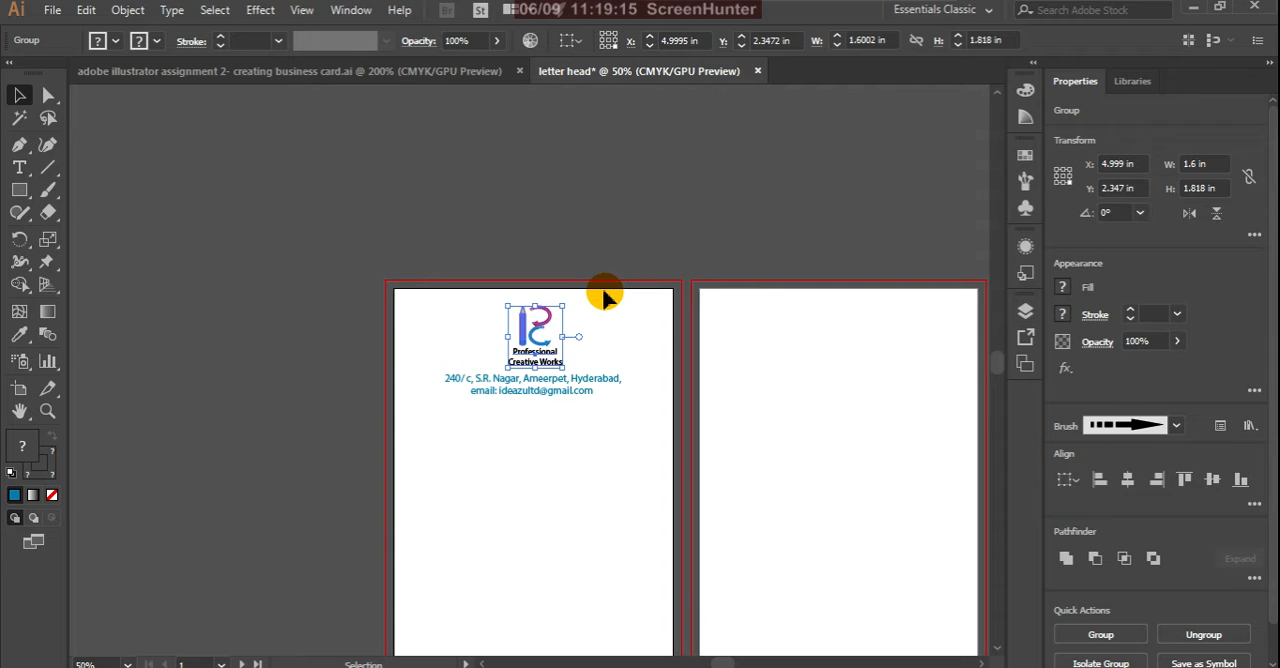 Ai File Edit Object Type Select Effect View Window Help Br St 06/09 11:19:15 ScreenHunter Essentials Classic Search Adobe Stock
Group ? ? Stroke: Opacity: 100% X: 4.9995 in Y: 2.3472 in W: 1.6002 in H: 1.818 in
adobe illustrator assignment 2- creating business card.ai @ 200% (CMYK/GPU Preview) × letter head* @ 50% (CMYK/GPU Preview) ×
Properties Libraries
Group
Transform
X: 4.999 in W: 1.6 in
Y: 2.347 in H: 1.818 in
0°
Appearance
? Fill
? Stroke
Opacity 100%
fx.
Brush
Align
Pathfinder
Expand
Quick Actions
Group Ungroup
Isolate Group Save as Symbol
Professional
Creative Works
240/ c, S.R. Nagar, Ameerpet, Hyderabad,
email: ideazultd@gmail.com
50% 1 Selection